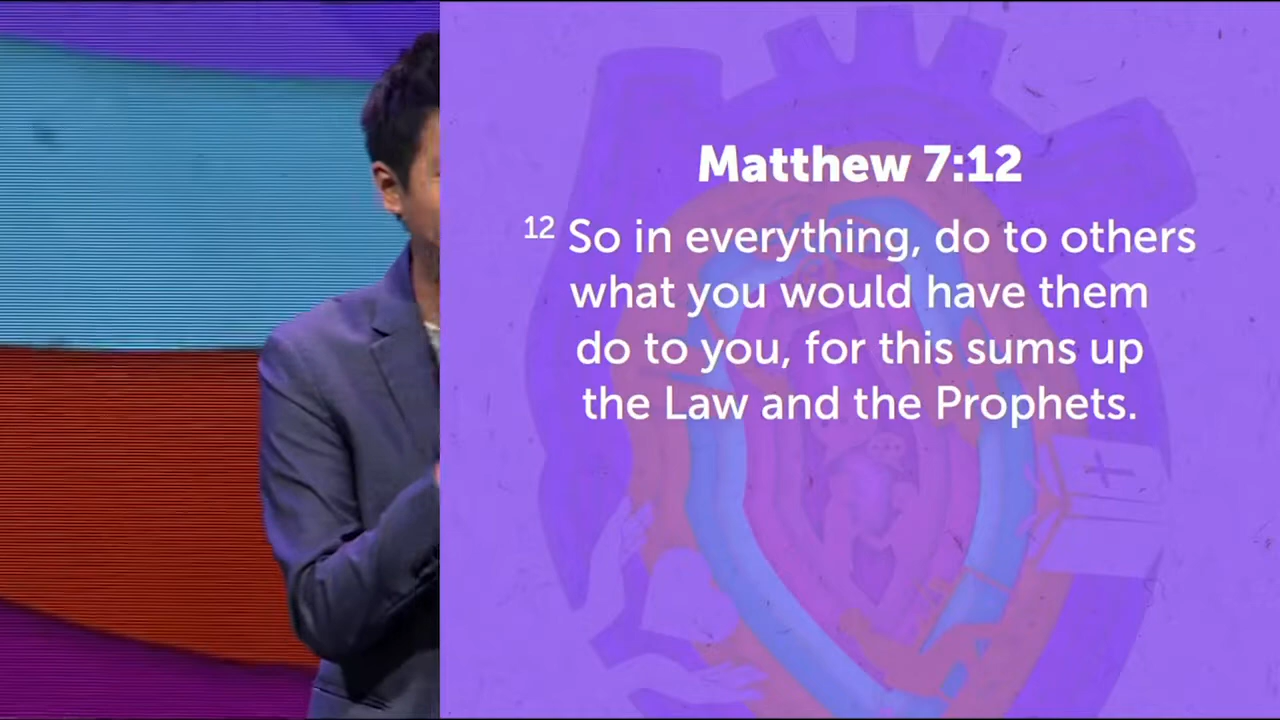 Matthew 7:12
12 So in everything, do to others
what you would have them
do to you, for this sums up
the Law and the Prophets.